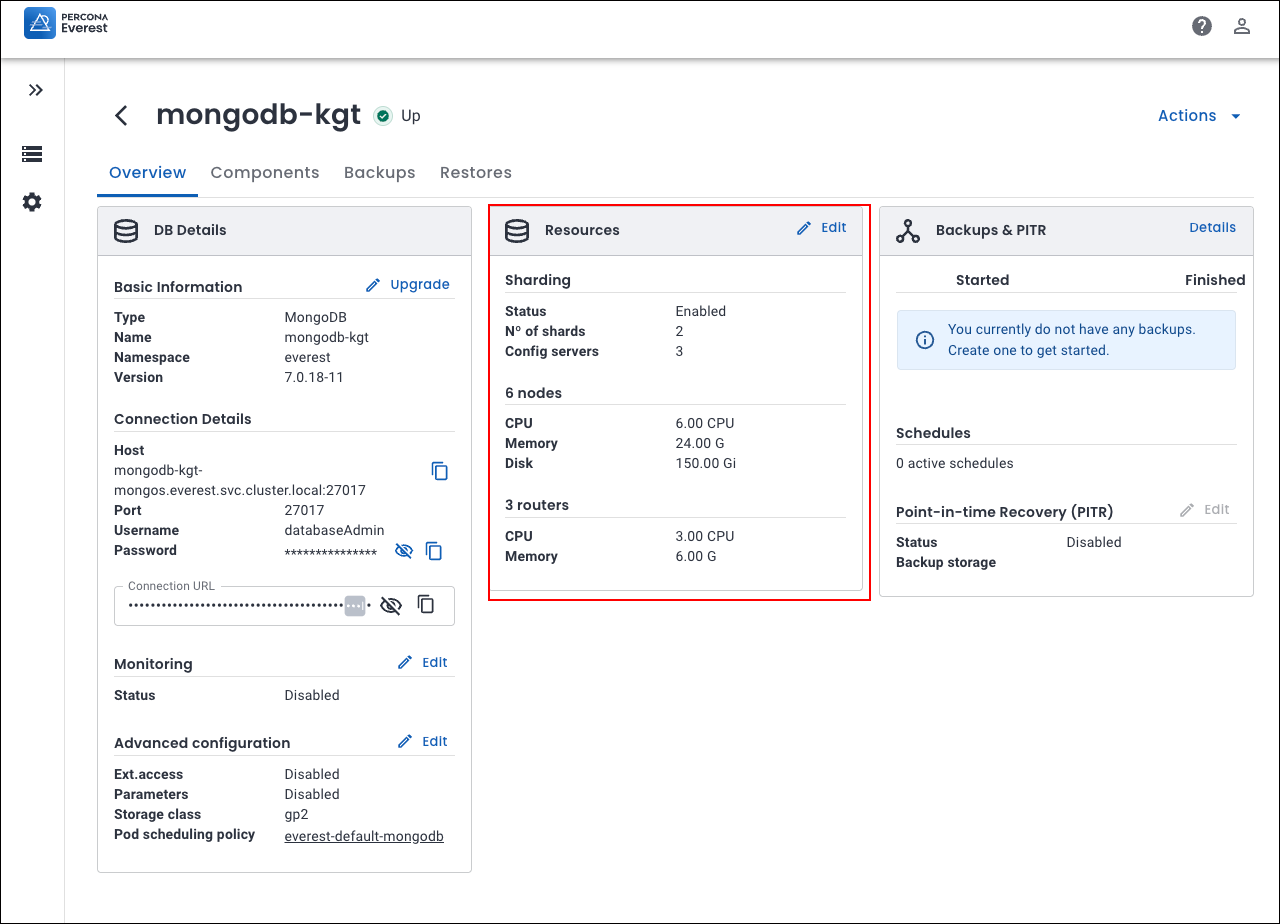 PERCONA
Everest
mongodb-kgt
Up
Actions
Overview
Components
Backups
Restores
DB Details
Basic Information
Upgrade
Type MongoDB
Name mongodb-kgt
Namespace everest
Version 7.0.18-11
Connection Details
Host
mongodb-kgt-
mongos.everest.svc.cluster.local:27017
Port 27017
Username databaseAdmin
Password ***************
Connection URL
Monitoring
Edit
Status Disabled
Advanced configuration
Edit
Ext.access Disabled
Parameters Disabled
Storage class gp2
Pod scheduling policy everest-default-mongodb
Resources
Edit
Sharding
Status Enabled
Nº of shards 2
Config servers 3
6 nodes
CPU 6.00 CPU
Memory 24.00 G
Disk 150.00 Gi
3 routers
CPU 3.00 CPU
Memory 6.00 G
Backups & PITR
Details
Started Finished
You currently do not have any backups.
Create one to get started.
Schedules
0 active schedules
Point-in-time Recovery (PITR)
Edit
Status Disabled
Backup storage